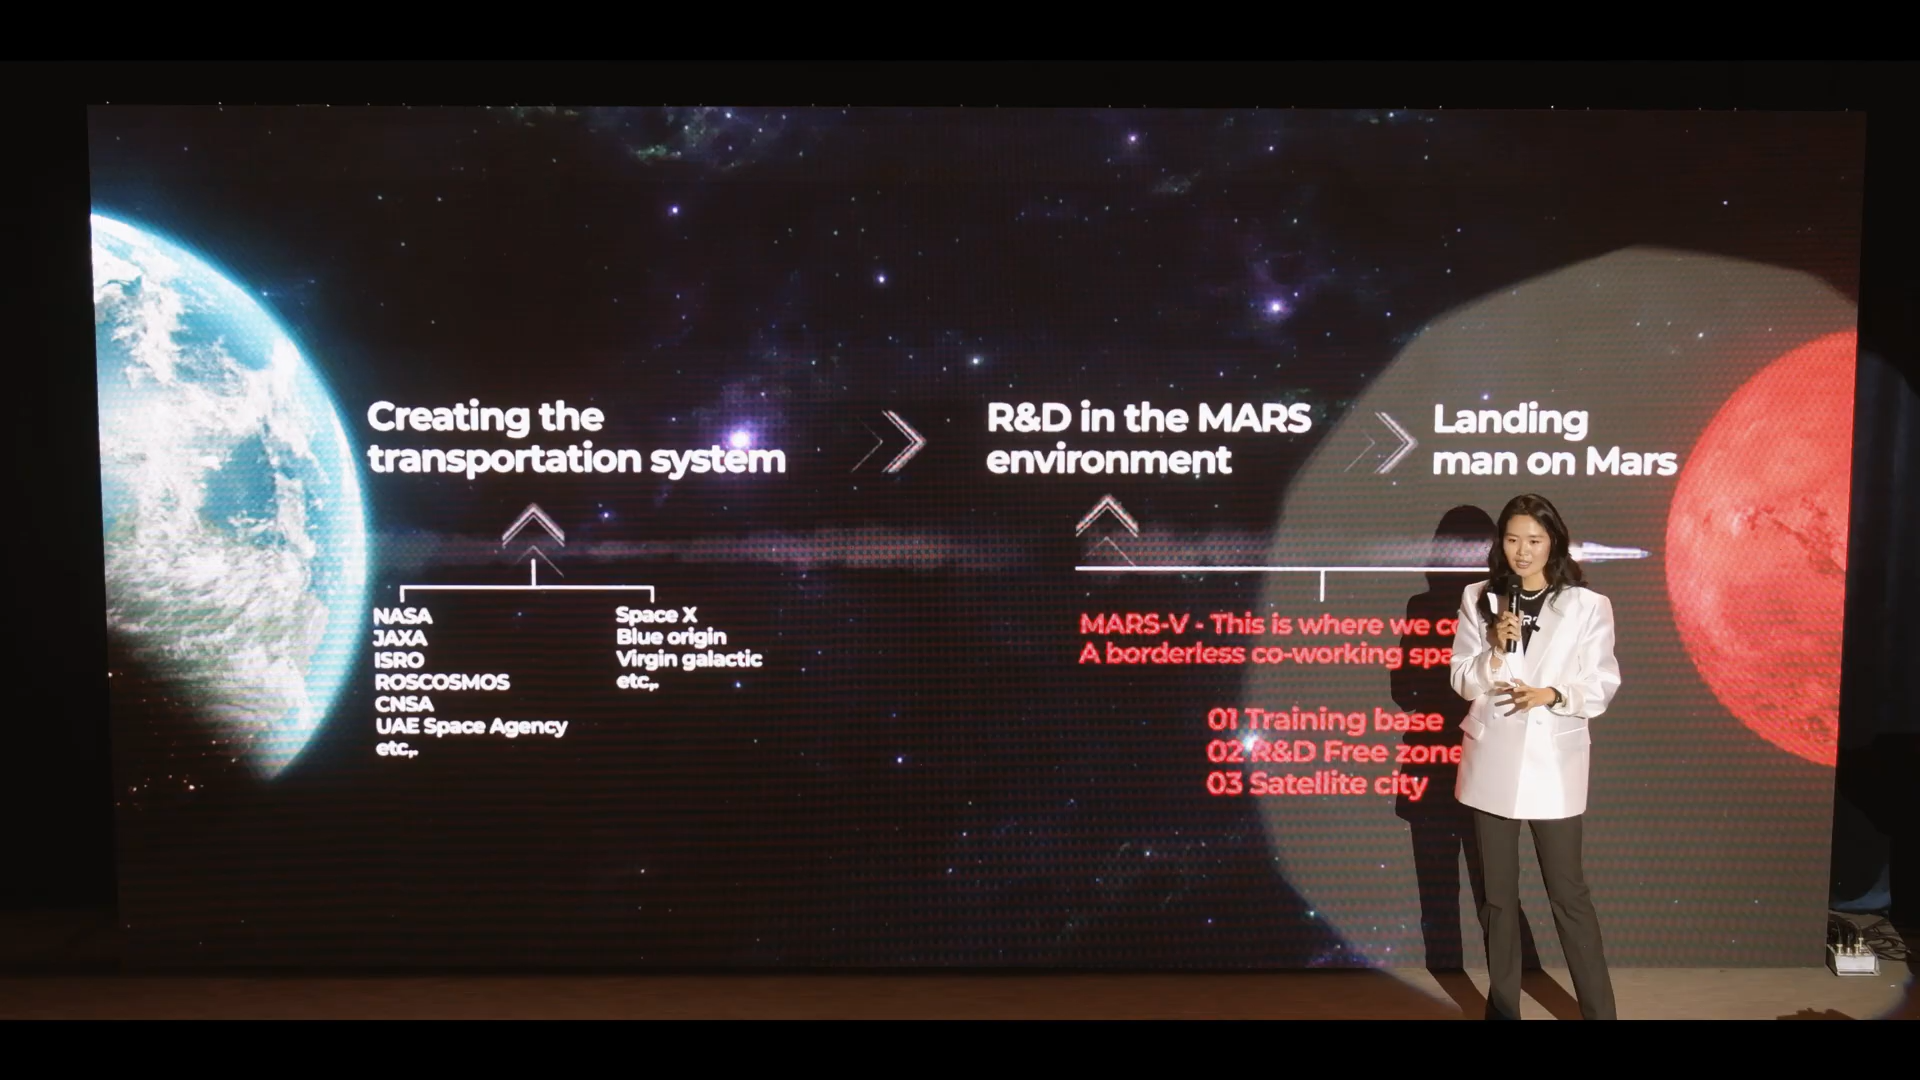 Creating the
transportation system
R&D in the MARS
environment
Landing
man on Mars
NASA
JAXA
ISRO
ROSCOSMOS
CNSA
UAE Space Agency
etc,.
Space X
Blue origin
Virgin galactic
etc,.
MARS-V - This is where we
A borderless co-working
01 Training base
02 R&D Free zone
03 Satellite city